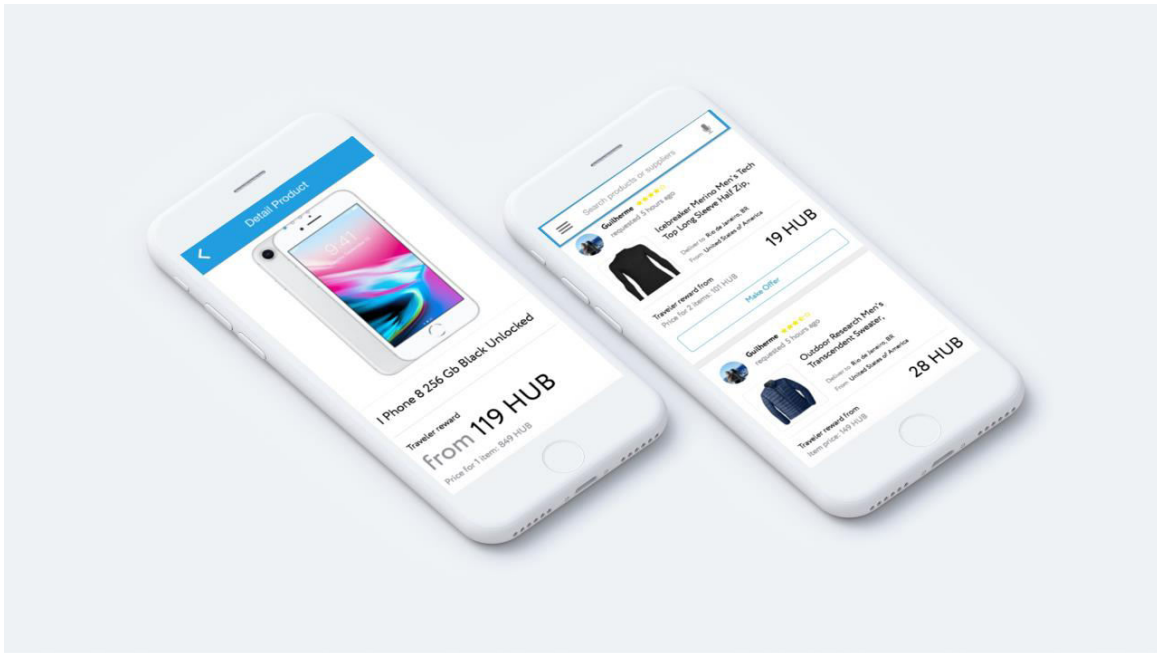 Detail Product
9:41
I Phone 8 256 Gb Black Unlocked
Traveler reward
from 119 HUB
Price for 1 item: 849 HUB
Search products or suppliers
Guilherme
requested 5 hours ago
Icebreaker Merino Men's Tech
Top Long Sleeve Half Zip,
Deliver to Rio de Janeiro, BR
From United States of America
19 HUB
Traveler reward from
Price for 2 items: 101 HUB
Make Offer
Guilherme
requested 5 hours ago
Outdoor Research Men's
Transcendent Sweater,
Deliver to Rio de Janeiro, BR
From United States of America
28 HUB
Traveler reward from
Item price: 149 HUB